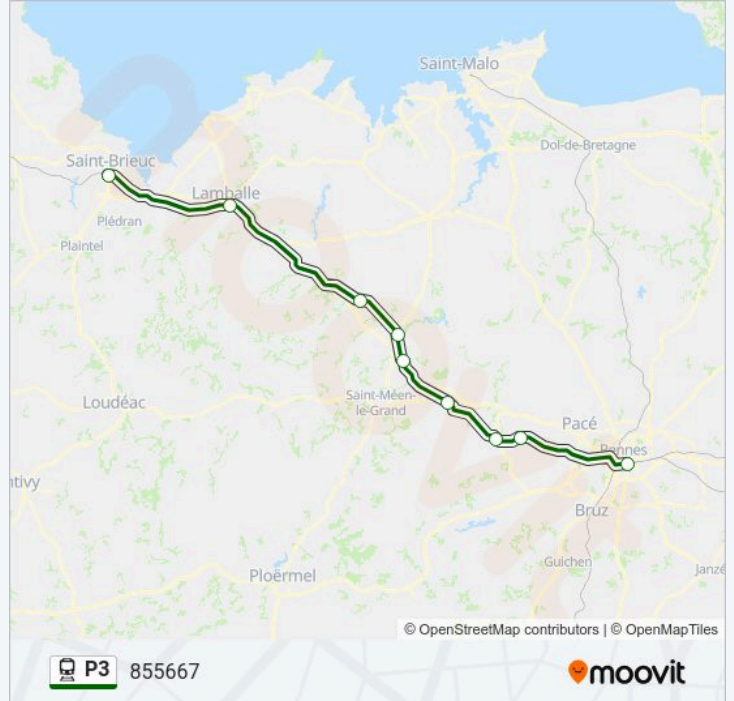 Saint-Malo
Dol-de-Bretagne
Saint-Brieuc
Lamballe
Plédran
Plaintel
Saint-Méen-
le-Grand
Loudéac
Pacé
Rennes
ntivy
Bruz
Guichen
Ploërmel
Janzé
© OpenStreetMap contributors | © OpenMapTiles
P3 855667
moovit